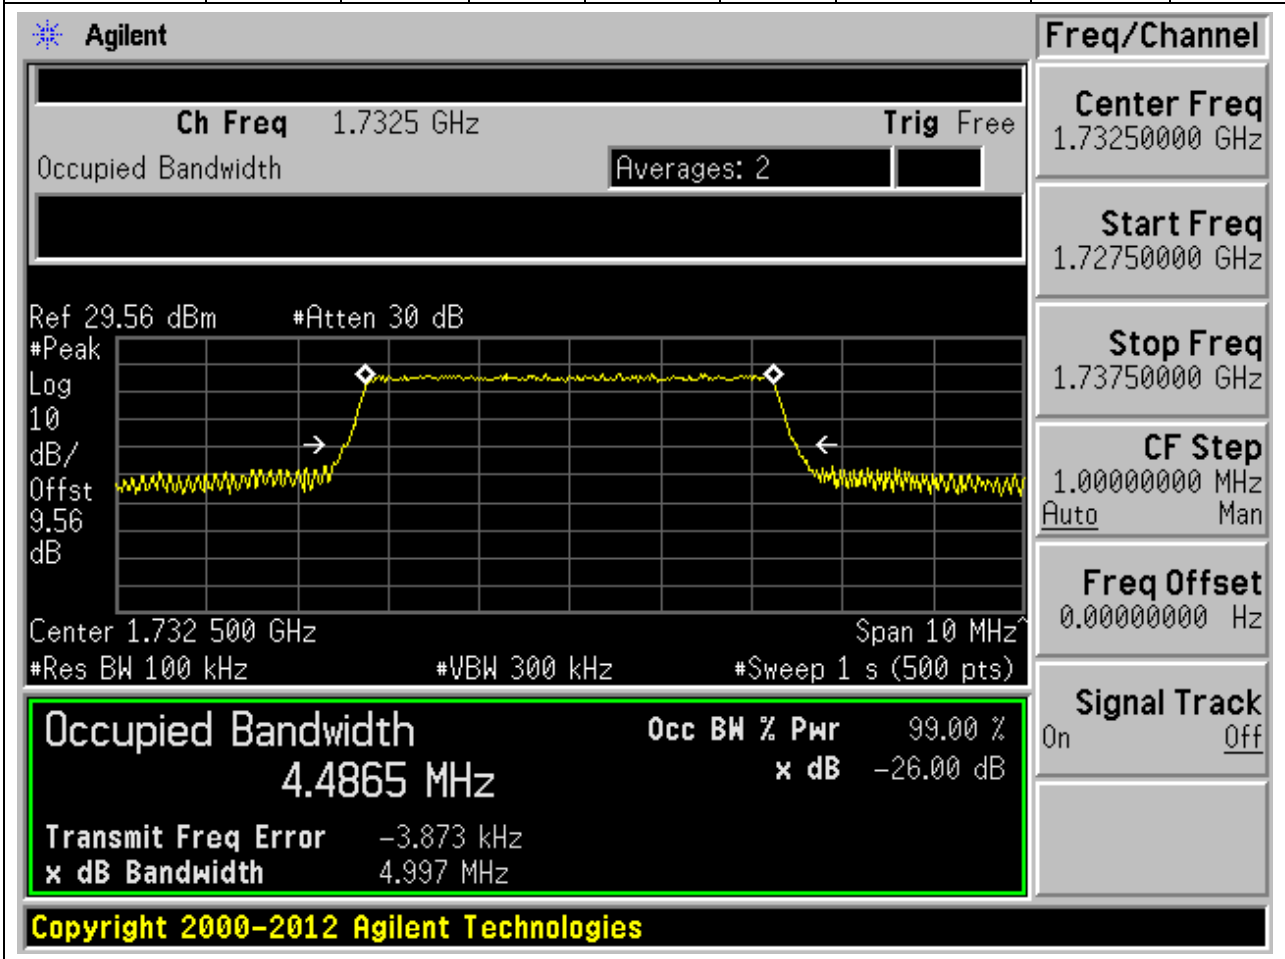 Agilent
Freq/Channel
Ch Freq 1.7325 GHz Trig Free
Occupied Bandwidth Averages: 2
Ref 29.56 dBm #Atten 30 dB
#Peak
Log
10
dB/
Offst
9.56
dB
Center 1.732 500 GHz Span 10 MHz^
#Res BW 100 kHz #VBW 300 kHz #Sweep 1 s (500 pts)
Occupied Bandwidth Occ BW % Pwr 99.00 %
4.4865 MHz x dB -26.00 dB
Transmit Freq Error -3.873 kHz
x dB Bandwidth 4.997 MHz
Copyright 2000-2012 Agilent Technologies
Center Freq
1.73250000 GHz
Start Freq
1.72750000 GHz
Stop Freq
1.73750000 GHz
CF Step
1.00000000 MHz
Auto Man
Freq Offset
0.00000000 Hz
Signal Track
On Off